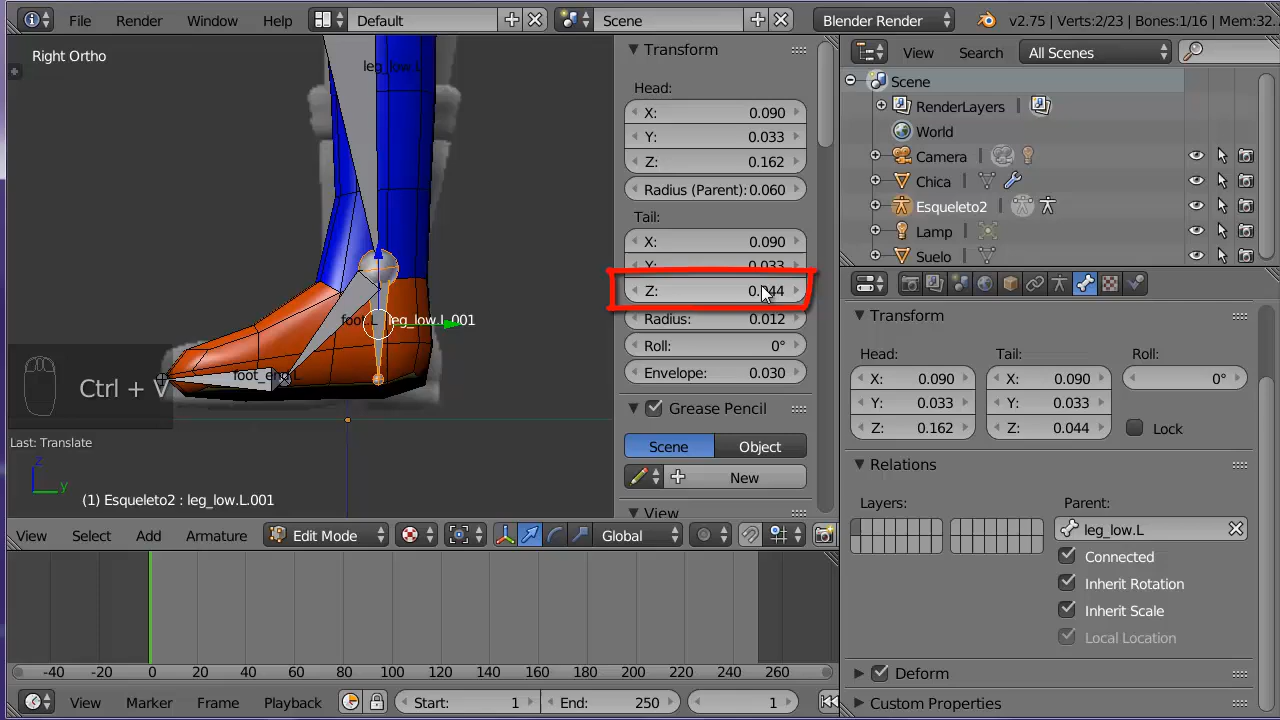 File Render Window Help Default Scene Blender Render v2.75 | Verts:2/23 | Bones:1/16 | Mem:32.
Right Ortho
leg_low.L
foot.L leg_low.L.001
Ctrl + V
Last: Translate
z
y
(1) Esqueleto2 : leg_low.L.001
Transform
Head:
X: 0.090
Y: 0.033
Z: 0.162
Radius (Parent): 0.060
Tail:
X: 0.090
Y: 0.033
Z: 0.044
Radius: 0.012
Roll: 0°
Envelope: 0.030
Grease Pencil
Scene Object
New
View
View Search All Scenes
Scene
RenderLayers
World
Camera
Chica
Esqueleto2
Lamp
Suelo
Transform
Head: Tail: Roll:
X: 0.090 X: 0.090 0°
Y: 0.033 Y: 0.033
Z: 0.162 Z: 0.044 Lock
Relations
Layers: Parent:
leg_low.L
Connected
Inherit Rotation
Inherit Scale
Local Location
Deform
Custom Properties
View Select Add Armature Edit Mode Global
-40 -20 0 20 40 60 80 100 120 140 160 180 200 220 240 260
View Marker Frame Playback Start: 1 End: 250 1